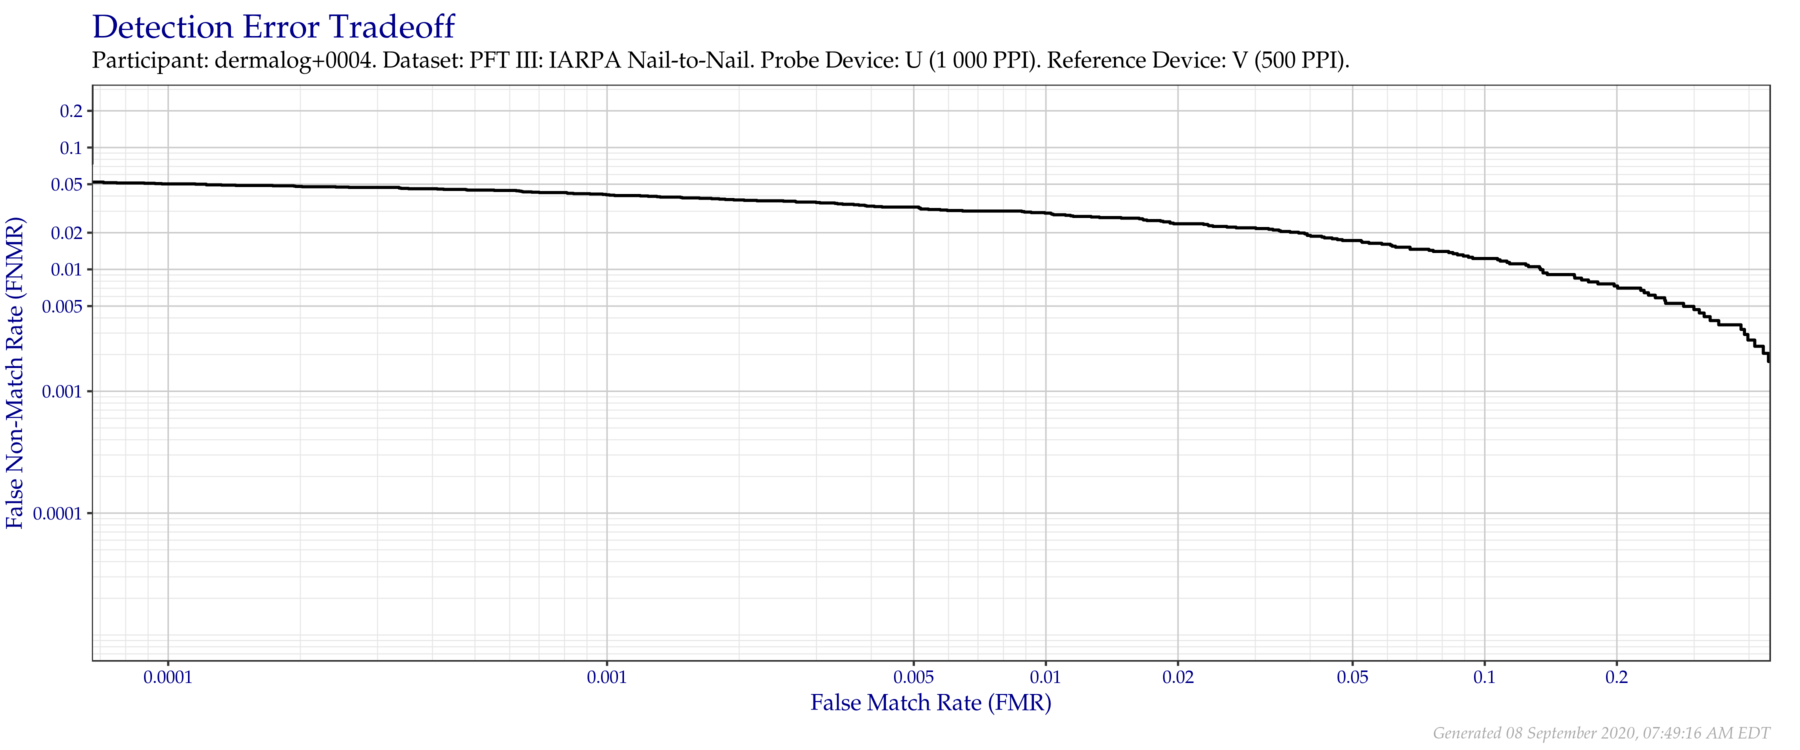 Detection Error Tradeoff
Participant: dermalog+0004. Dataset: PFT III: IARPA Nail-to-Nail. Probe Device: U (1 000 PPI). Reference Device: V (500 PPI).
False Non-Match Rate (FNMR)
0.2
0.1
0.05
0.02
0.01
0.005
0.001
0.0001
0.0001 0.001 0.005 0.01 0.02 0.05 0.1 0.2
False Match Rate (FMR)
Generated 08 September 2020, 07:49:16 AM EDT